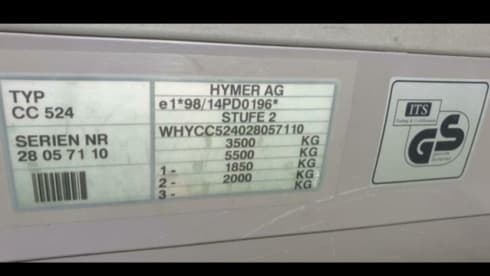 TYP
CC 524
SERIEN NR
28 05 71 10
HYMER AG
e1*98/14PD0196*
STUFE 2
WHYCC524028057110
3500 KG
5500 KG
1- 1850 KG
2- 2000 KG
3-
ITS
GS